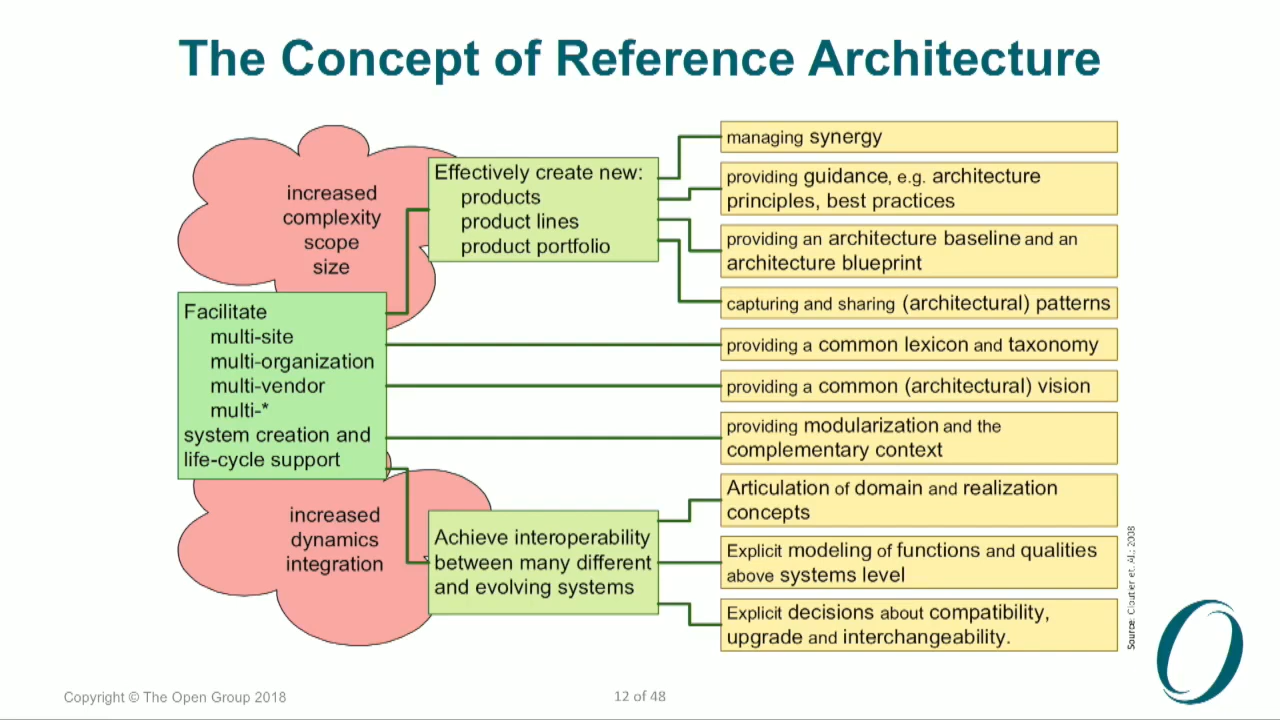 The Concept of Reference Architecture
increased
complexity
scope
size
Effectively create new:
products
product lines
product portfolio
Facilitate
multi-site
multi-organization
multi-vendor
multi-*
system creation and
life-cycle support
increased
dynamics
integration
Achieve interoperability
between many different
and evolving systems
managing synergy
providing guidance, e.g. architecture
principles, best practices
providing an architecture baseline and an
architecture blueprint
capturing and sharing (architectural) patterns
providing a common lexicon and taxonomy
providing a common (architectural) vision
providing modularization and the
complementary context
Articulation of domain and realization
concepts
Explicit modeling of functions and qualities
above systems level
Explicit decisions about compatibility,
upgrade and interchangeability.
Source: Cloutier et. Al.; 2008
Copyright © The Open Group 2018
12 of 48